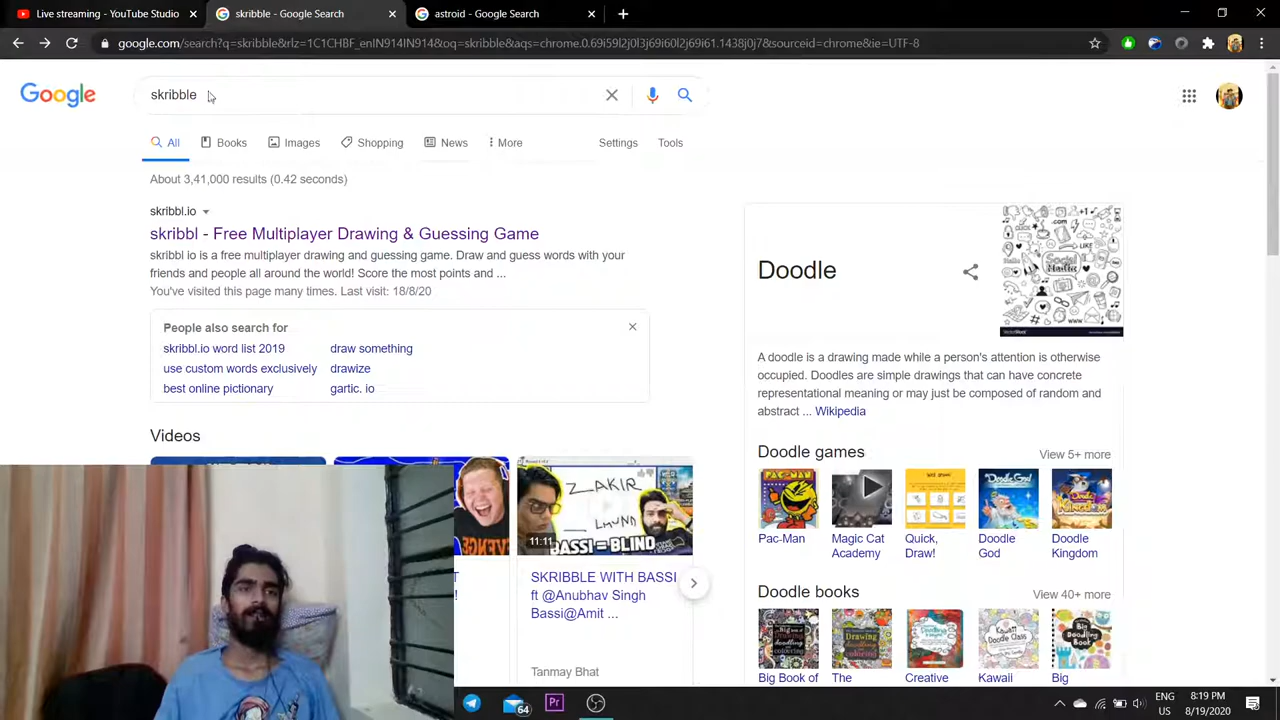 Live streaming - YouTube Studio
skribble - Google Search
astroid - Google Search
google.com/search?q=skribble&rlz=1C1CHBF_enIN914IN914&oq=skribble&aqs=chrome.0.69i59l2j0l3j69i60l2j69i61.1438j0j7&sourceid=chrome&ie=UTF-8
Google
skribble
All
Books
Images
Shopping
News
More
Settings
Tools
About 3,41,000 results (0.42 seconds)
skribbl.io
skribbl - Free Multiplayer Drawing & Guessing Game
skribbl io is a free multiplayer drawing and guessing game. Draw and guess words with your
friends and people all around the world! Score the most points and ...
You've visited this page many times. Last visit: 18/8/20
People also search for
skribbl.io word list 2019
draw something
use custom words exclusively
drawize
best online pictionary
gartic. io
Videos
ZAKIR
BASSI = BLIND
11:11
SKRIBBLE WITH BASSI
ft @Anubhav Singh
Bassi@Amit ...
Tanmay Bhat
Doodle
A doodle is a drawing made while a person's attention is otherwise
occupied. Doodles are simple drawings that can have concrete
representational meaning or may just be composed of random and
abstract ... Wikipedia
Doodle games
View 5+ more
Pac-Man
Magic Cat
Academy
Quick,
Draw!
Doodle
God
Doodle
Kingdom
Doodle books
View 40+ more
Big Book of
The
Creative
Kawaii
Big
64
Pr
ENG
US
8:19 PM
8/19/2020